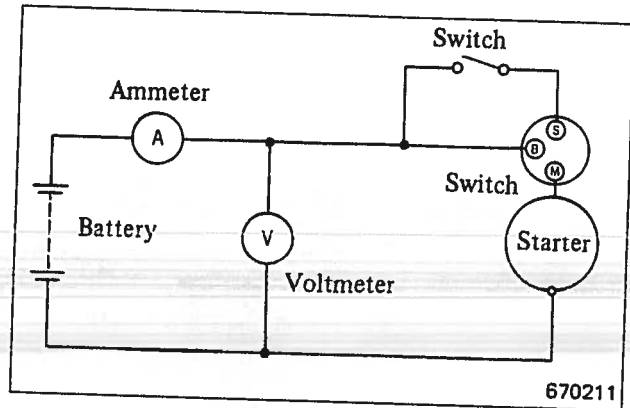 Switch
Ammeter
A
S
B
M
Switch
Battery
V
Starter
Voltmeter
670211